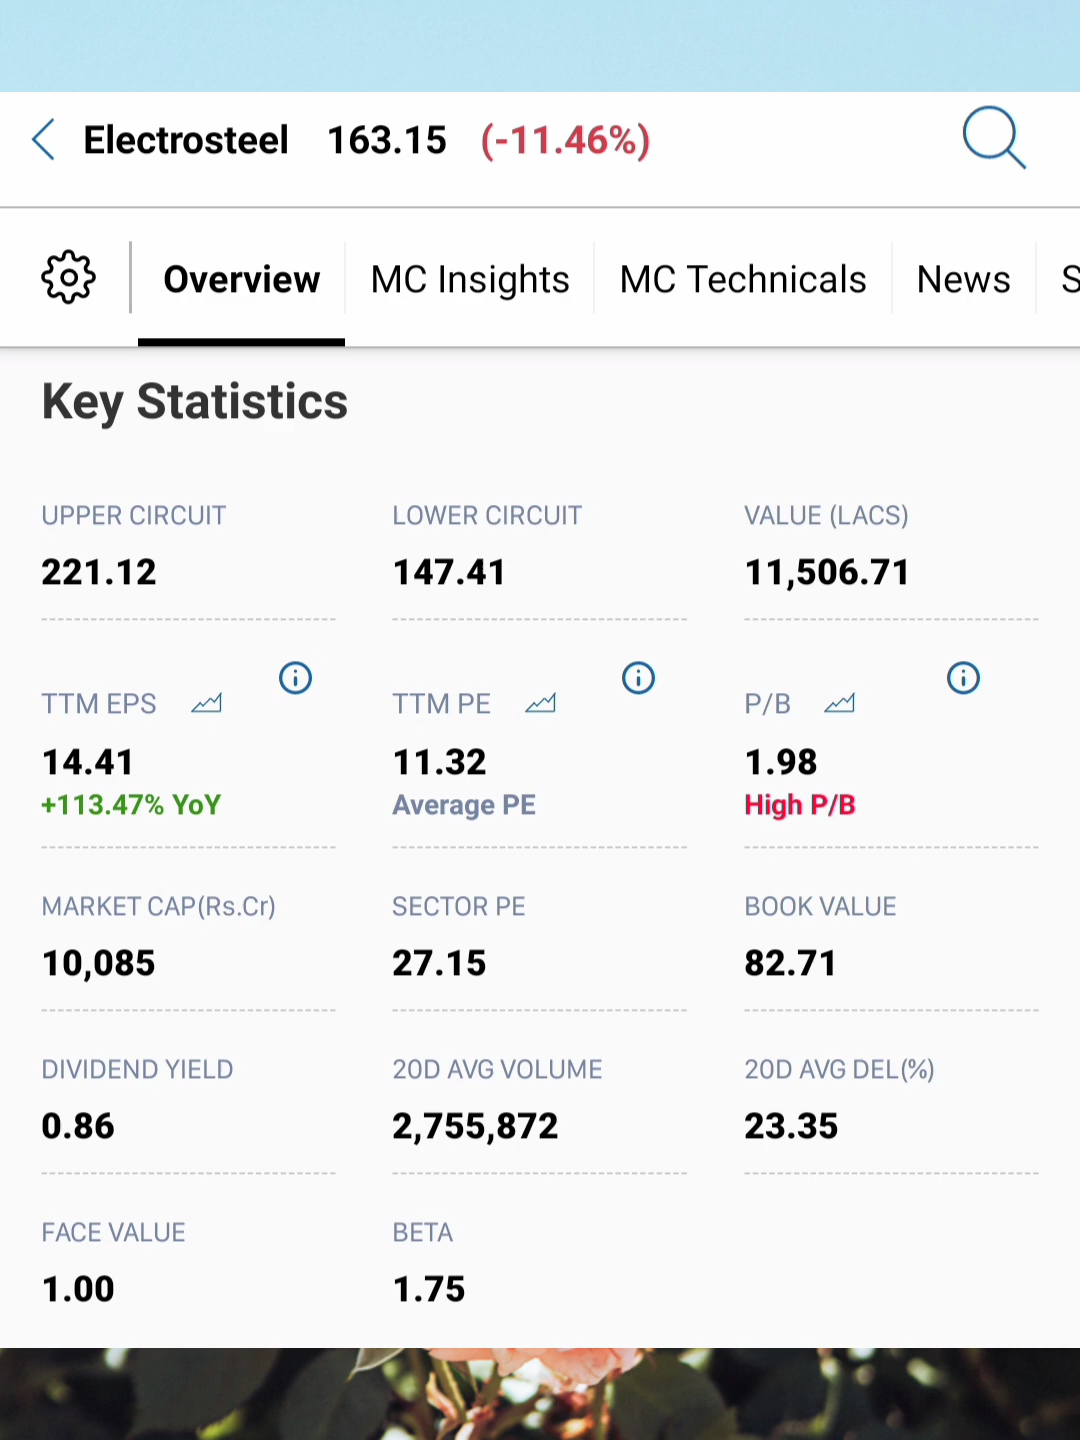 Electrosteel 163.15 (-11.46%)
Overview MC Insights MC Technicals News S
Key Statistics
UPPER CIRCUIT LOWER CIRCUIT VALUE (LACS)
221.12 147.41 11,506.71
TTM EPS TTM PE P/B
14.41 11.32 1.98
+113.47% YoY Average PE High P/B
MARKET CAP(Rs.Cr) SECTOR PE BOOK VALUE
10,085 27.15 82.71
DIVIDEND YIELD 20D AVG VOLUME 20D AVG DEL(%)
0.86 2,755,872 23.35
FACE VALUE BETA
1.00 1.75